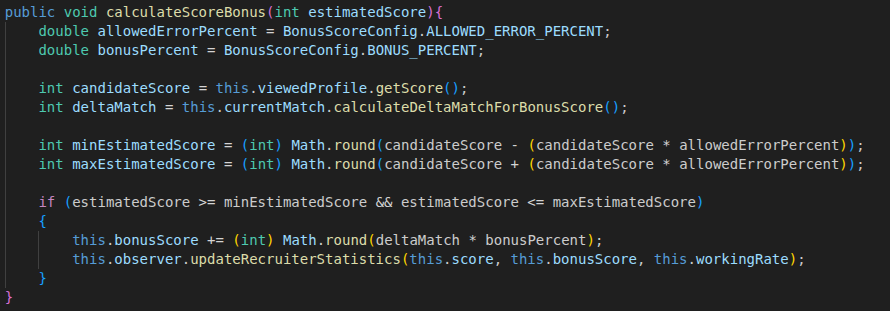 public void calculateScoreBonus(int estimatedScore){
    double allowedErrorPercent = BonusScoreConfig.ALLOWED_ERROR_PERCENT;
    double bonusPercent = BonusScoreConfig.BONUS_PERCENT;

    int candidateScore = this.viewedProfile.getScore();
    int deltaMatch = this.currentMatch.calculateDeltaMatchForBonusScore();

    int minEstimatedScore = (int) Math.round(candidateScore - (candidateScore * allowedErrorPercent));
    int maxEstimatedScore = (int) Math.round(candidateScore + (candidateScore * allowedErrorPercent));

    if (estimatedScore >= minEstimatedScore && estimatedScore <= maxEstimatedScore)
    {
        this.bonusScore += (int) Math.round(deltaMatch * bonusPercent);
        this.observer.updateRecruiterStatistics(this.score, this.bonusScore, this.workingRate);
    }
}